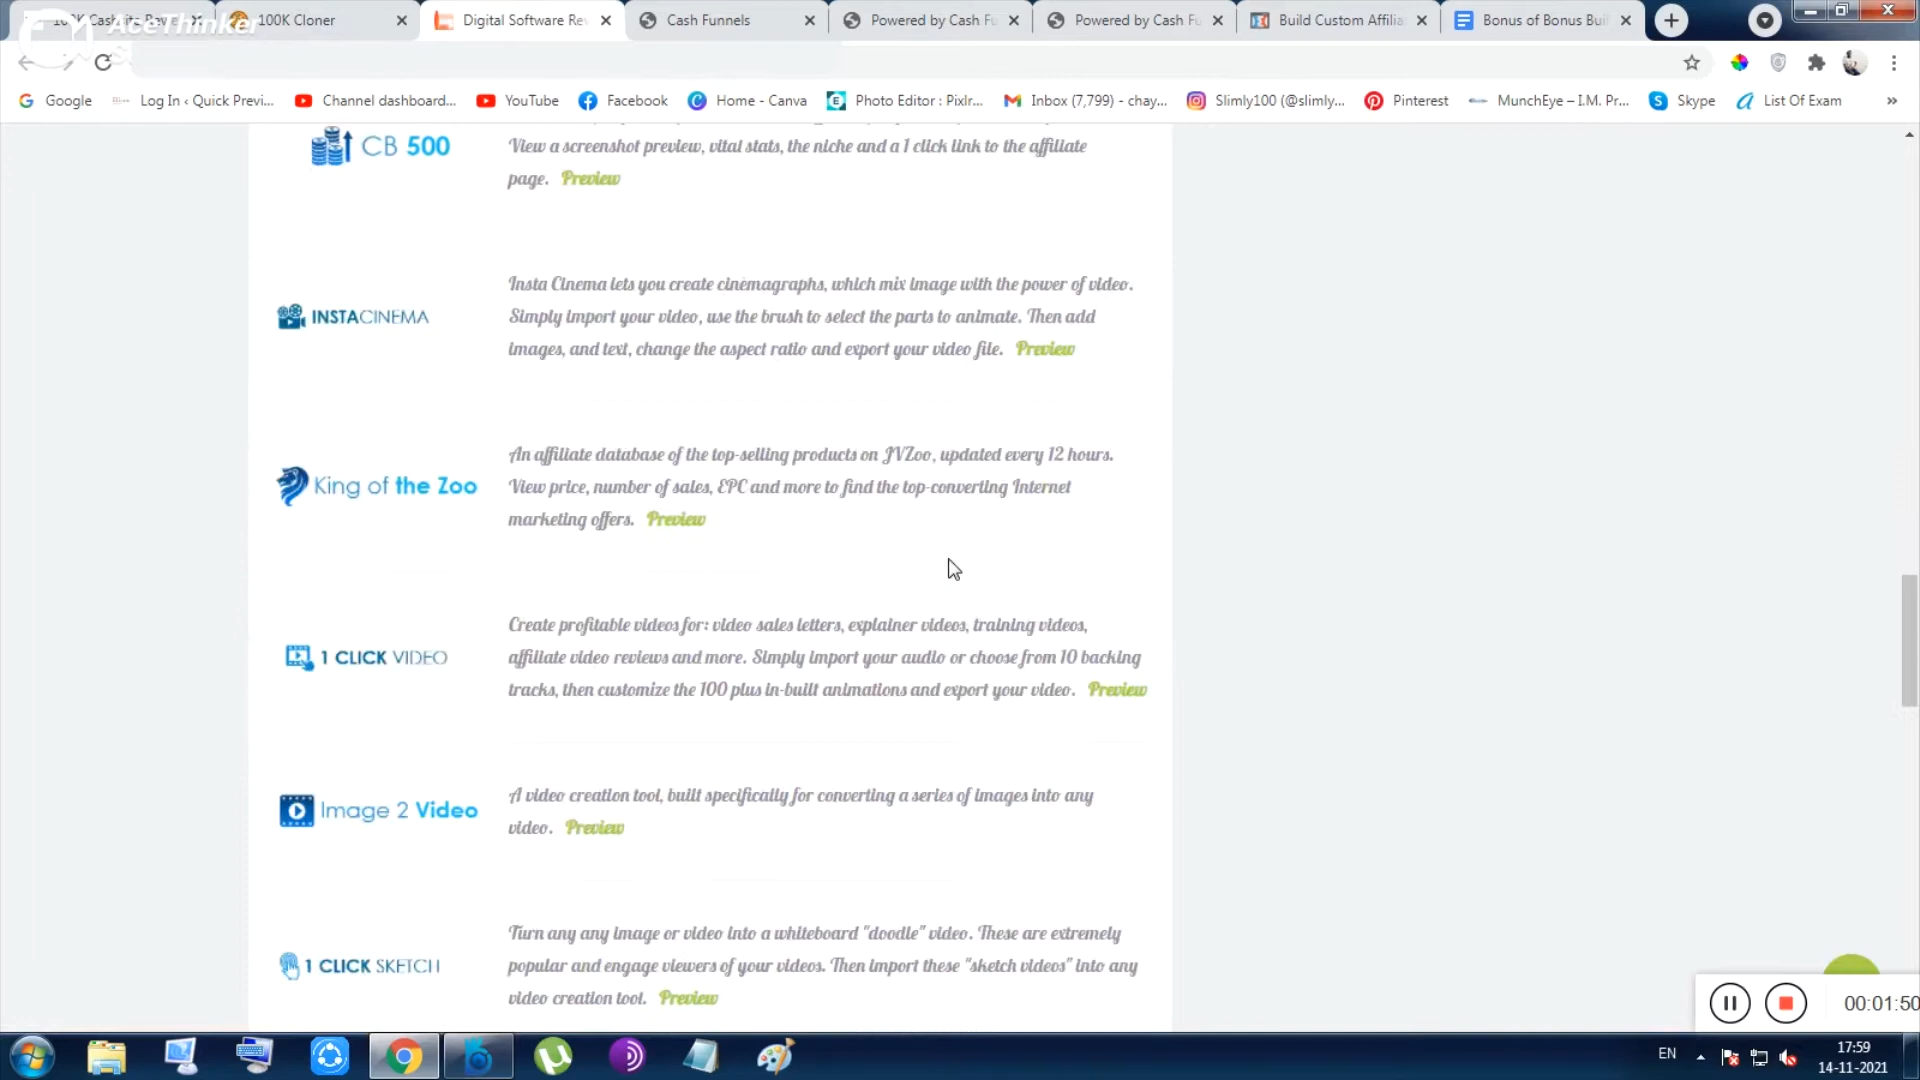 100K Cashsite Rev
100K Cloner
Digital Software Rev
Cash Funnels
Powered by Cash Fu
Powered by Cash Fu
Build Custom Affilia
Bonus of Bonus Buil
AceThinker
Google
Log In ‹ Quick Previ...
Channel dashboard...
YouTube
Facebook
Home - Canva
Photo Editor : Pixlr...
Inbox (7,799) - chay...
Slimly100 (@slimly...
Pinterest
MunchEye – I.M. Pr...
Skype
List Of Exam
»
CB 500
View a screenshot preview, vital stats, the niche and a 1 click link to the affiliate
page. Preview
INSTACINEMA
Insta Cinema lets you create cinemagraphs, which mix image with the power of video.
Simply import your video, use the brush to select the parts to animate. Then add
images, and text, change the aspect ratio and export your video file. Preview
King of the Zoo
An affiliate database of the top-selling products on JVZoo, updated every 12 hours.
View price, number of sales, EPC and more to find the top-converting Internet
marketing offers. Preview
1 CLICK VIDEO
Create profitable videos for: video sales letters, explainer videos, training videos,
affiliate video reviews and more. Simply import your audio or choose from 10 backing
tracks, then customize the 100 plus in-built animations and export your video. Preview
Image 2 Video
A video creation tool, built specifically for converting a series of images into any
video. Preview
1 CLICK SKETCH
Turn any any image or video into a whiteboard "doodle" video. These are extremely
popular and engage viewers of your videos. Then import these "sketch videos" into any
video creation tool. Preview
00:01:50
EN
17:59
14-11-2021